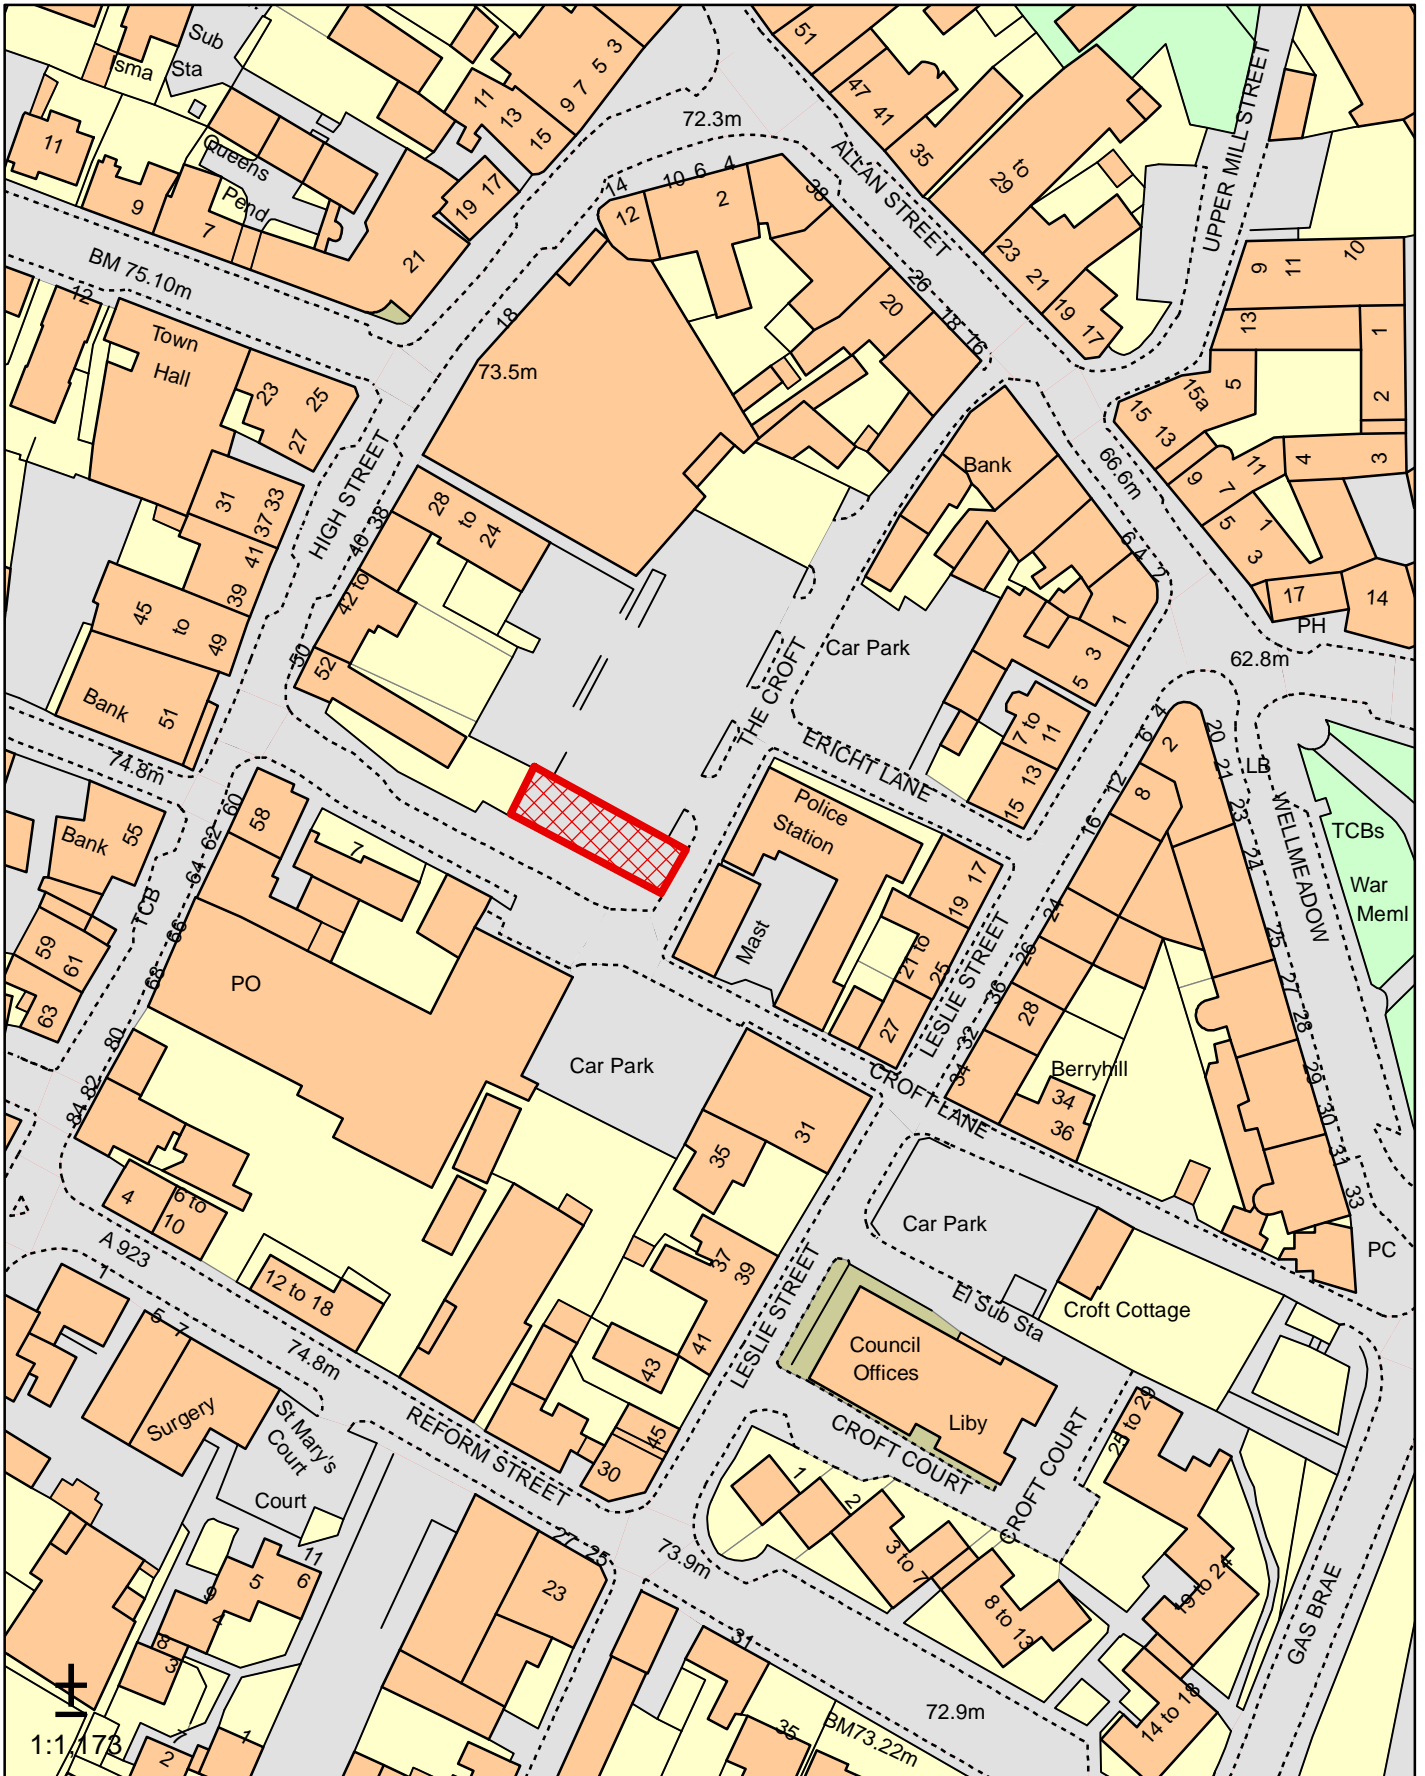 Sub
Sta
sma
51
3
5
7
9
11
13
15
47
41
35
72.3m
ALLAN STREET
to
29
UPPER MILL STREET
11
Queens
Pend
9
7
17
19
21
14
10
6
4
38
12
2
23
21
19
17
9
11
10
BM 75.10m
12
Town
Hall
18
73.5m
26
20
18
16
13
1
2
5
15a
15
13
23
25
27
HIGH STREET
31
33
37
41
39
38
40
28
to
24
42 to
Bank
66.6m
11
9
7
5
1
3
4
3
6
4
2
17
14
PH
62.8m
45
to
49
50
52
Bank
51
Car Park
THE CROFT
1
3
5
7 to
11
13
15
ERICHT LANE
4
6
2
12
8
16
20
21
LB
23
24
WELLMEADOW
TCBs
War
Meml
74.8m
60
62
64
58
7
Bank
55
TCB
66
68
59
61
63
PO
80
82
84
Police
Station
Mast
17
19
21 to
25
27
LESLIE STREET
24
26
36
28
32
34
25
27
28
29
30
31
33
Berryhill
34
36
PC
Car Park
CROFT LANE
31
35
37
39
41
43
45
30
4
6 to
10
A 923
12 to 18
74.8m
REFORM STREET
LESLIE STREET
Car Park
El Sub Sta
Croft Cottage
Council
Offices
Liby
CROFT COURT
CROFT COURT
25 to 29
1
5
7
Surgery
St Mary's
Court
Court
11
6
5
9
4
8
3
7
2
1
27
25
23
73.9m
1
2
3 to 7
8 to 13
19 to 24
14 to 18
GAS BRAE
31
35
BM73.22m
72.9m
1:1,173